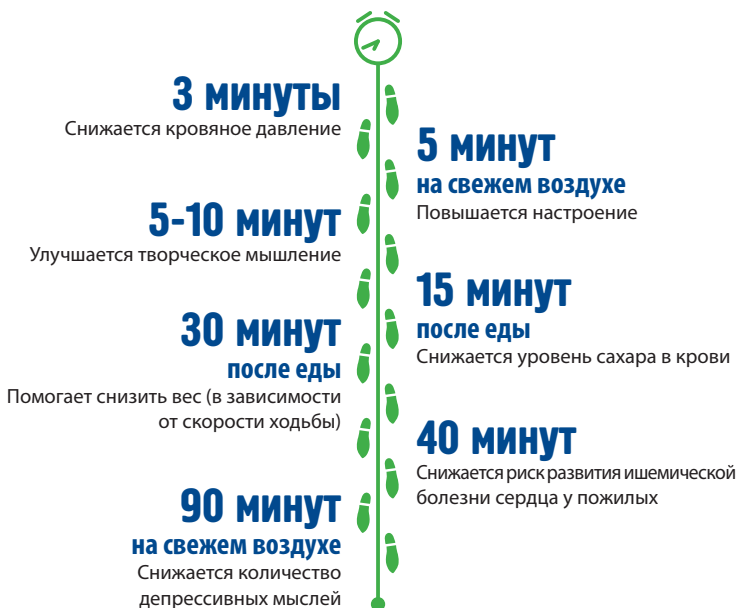 3 минуты
Снижается кровяное давление
5 минут
на свежем воздухе
Повышается настроение
5-10 минут
Улучшается творческое мышление
15 минут
после еды
Снижается уровень сахара в крови
30 минут
после еды
Помогает снизить вес (в зависимости
от скорости ходьбы)
40 минут
Снижается риск развития ишемической
болезни сердца у пожилых
90 минут
на свежем воздухе
Снижается количество
депрессивных мыслей